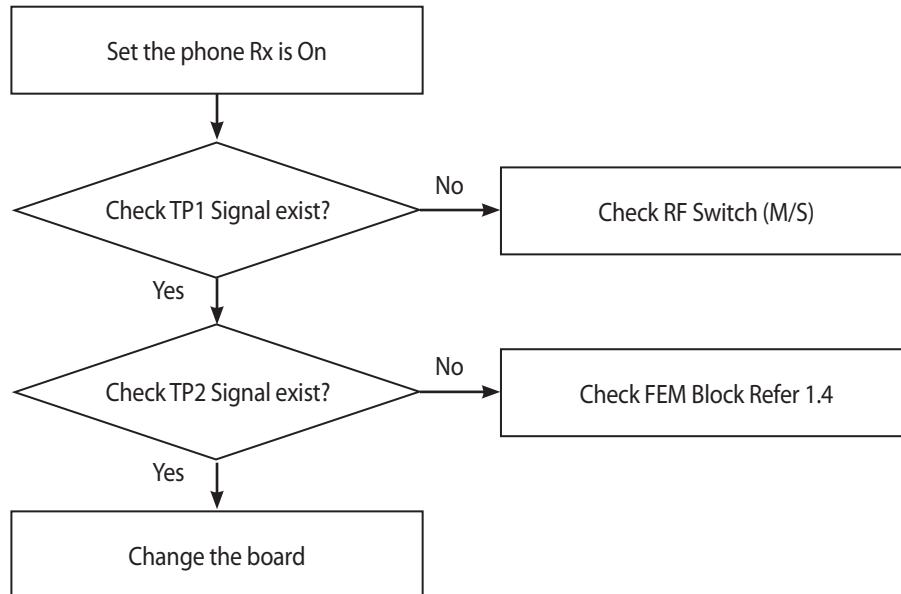 Set the phone Rx is On
Check TP1 Signal exist?
No
Check RF Switch (M/S)
Yes
Check TP2 Signal exist?
No
Check FEM Block Refer 1.4
Yes
Change the board